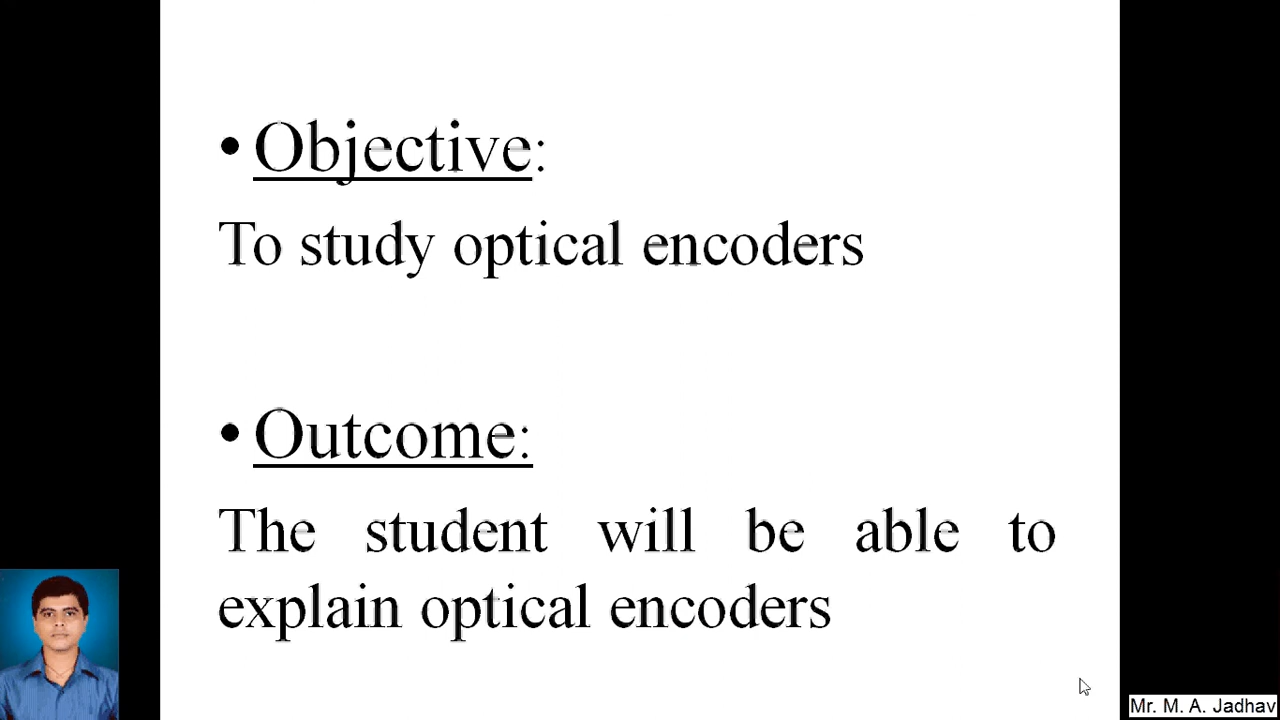 • Objective:
To study optical encoders
• Outcome:
The student will be able to
explain optical encoders
Mr. M. A. Jadhav